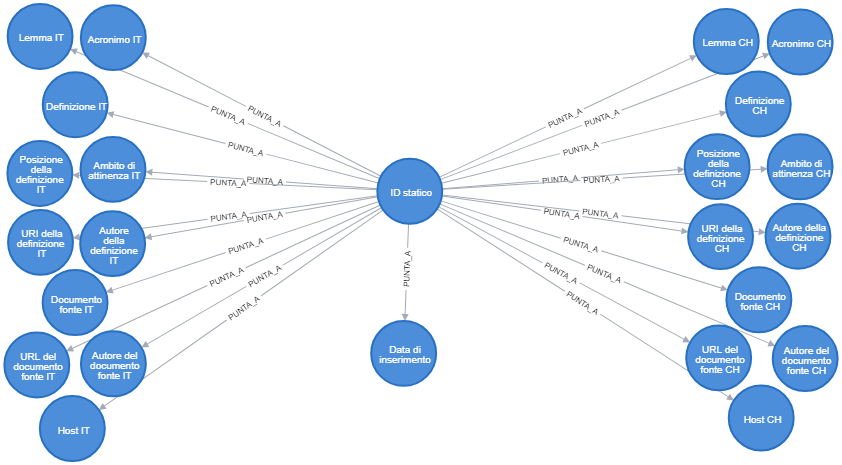 Lemma IT
Acronimo IT
Lemma CH
Acronimo CH
Definizione IT
Definizione
CH
PUNTA_A
PUNTA_A
PUNTA_A
PUNTA_A
PUNTA_A
PUNTA_A
Posizione
della
definizione
IT
Ambito di
attinenza IT
PUNTA_A
PUNTA_A
ID statico
PUNTA_A
PUNTA_A
Posizione
della
definizione
CH
Ambito di
attinenza CH
URI della
definizione
IT
Autore
della
definizione
IT
PUNTA_A
PUNTA_A
PUNTA_A
PUNTA_A
URI della
definizione
CH
Autore della
definizione
CH
PUNTA_A
PUNTA_A
PUNTA_A
PUNTA_A
PUNTA_A
PUNTA_A
PUNTA_A
PUNTA_A
PUNTA_A
Documento
fonte IT
Documento
fonte CH
URL del
documento
fonte IT
Autore del
documento
fonte IT
Data di
inserimento
URL del
documento
fonte CH
Autore del
documento
fonte CH
Host IT
Host CH